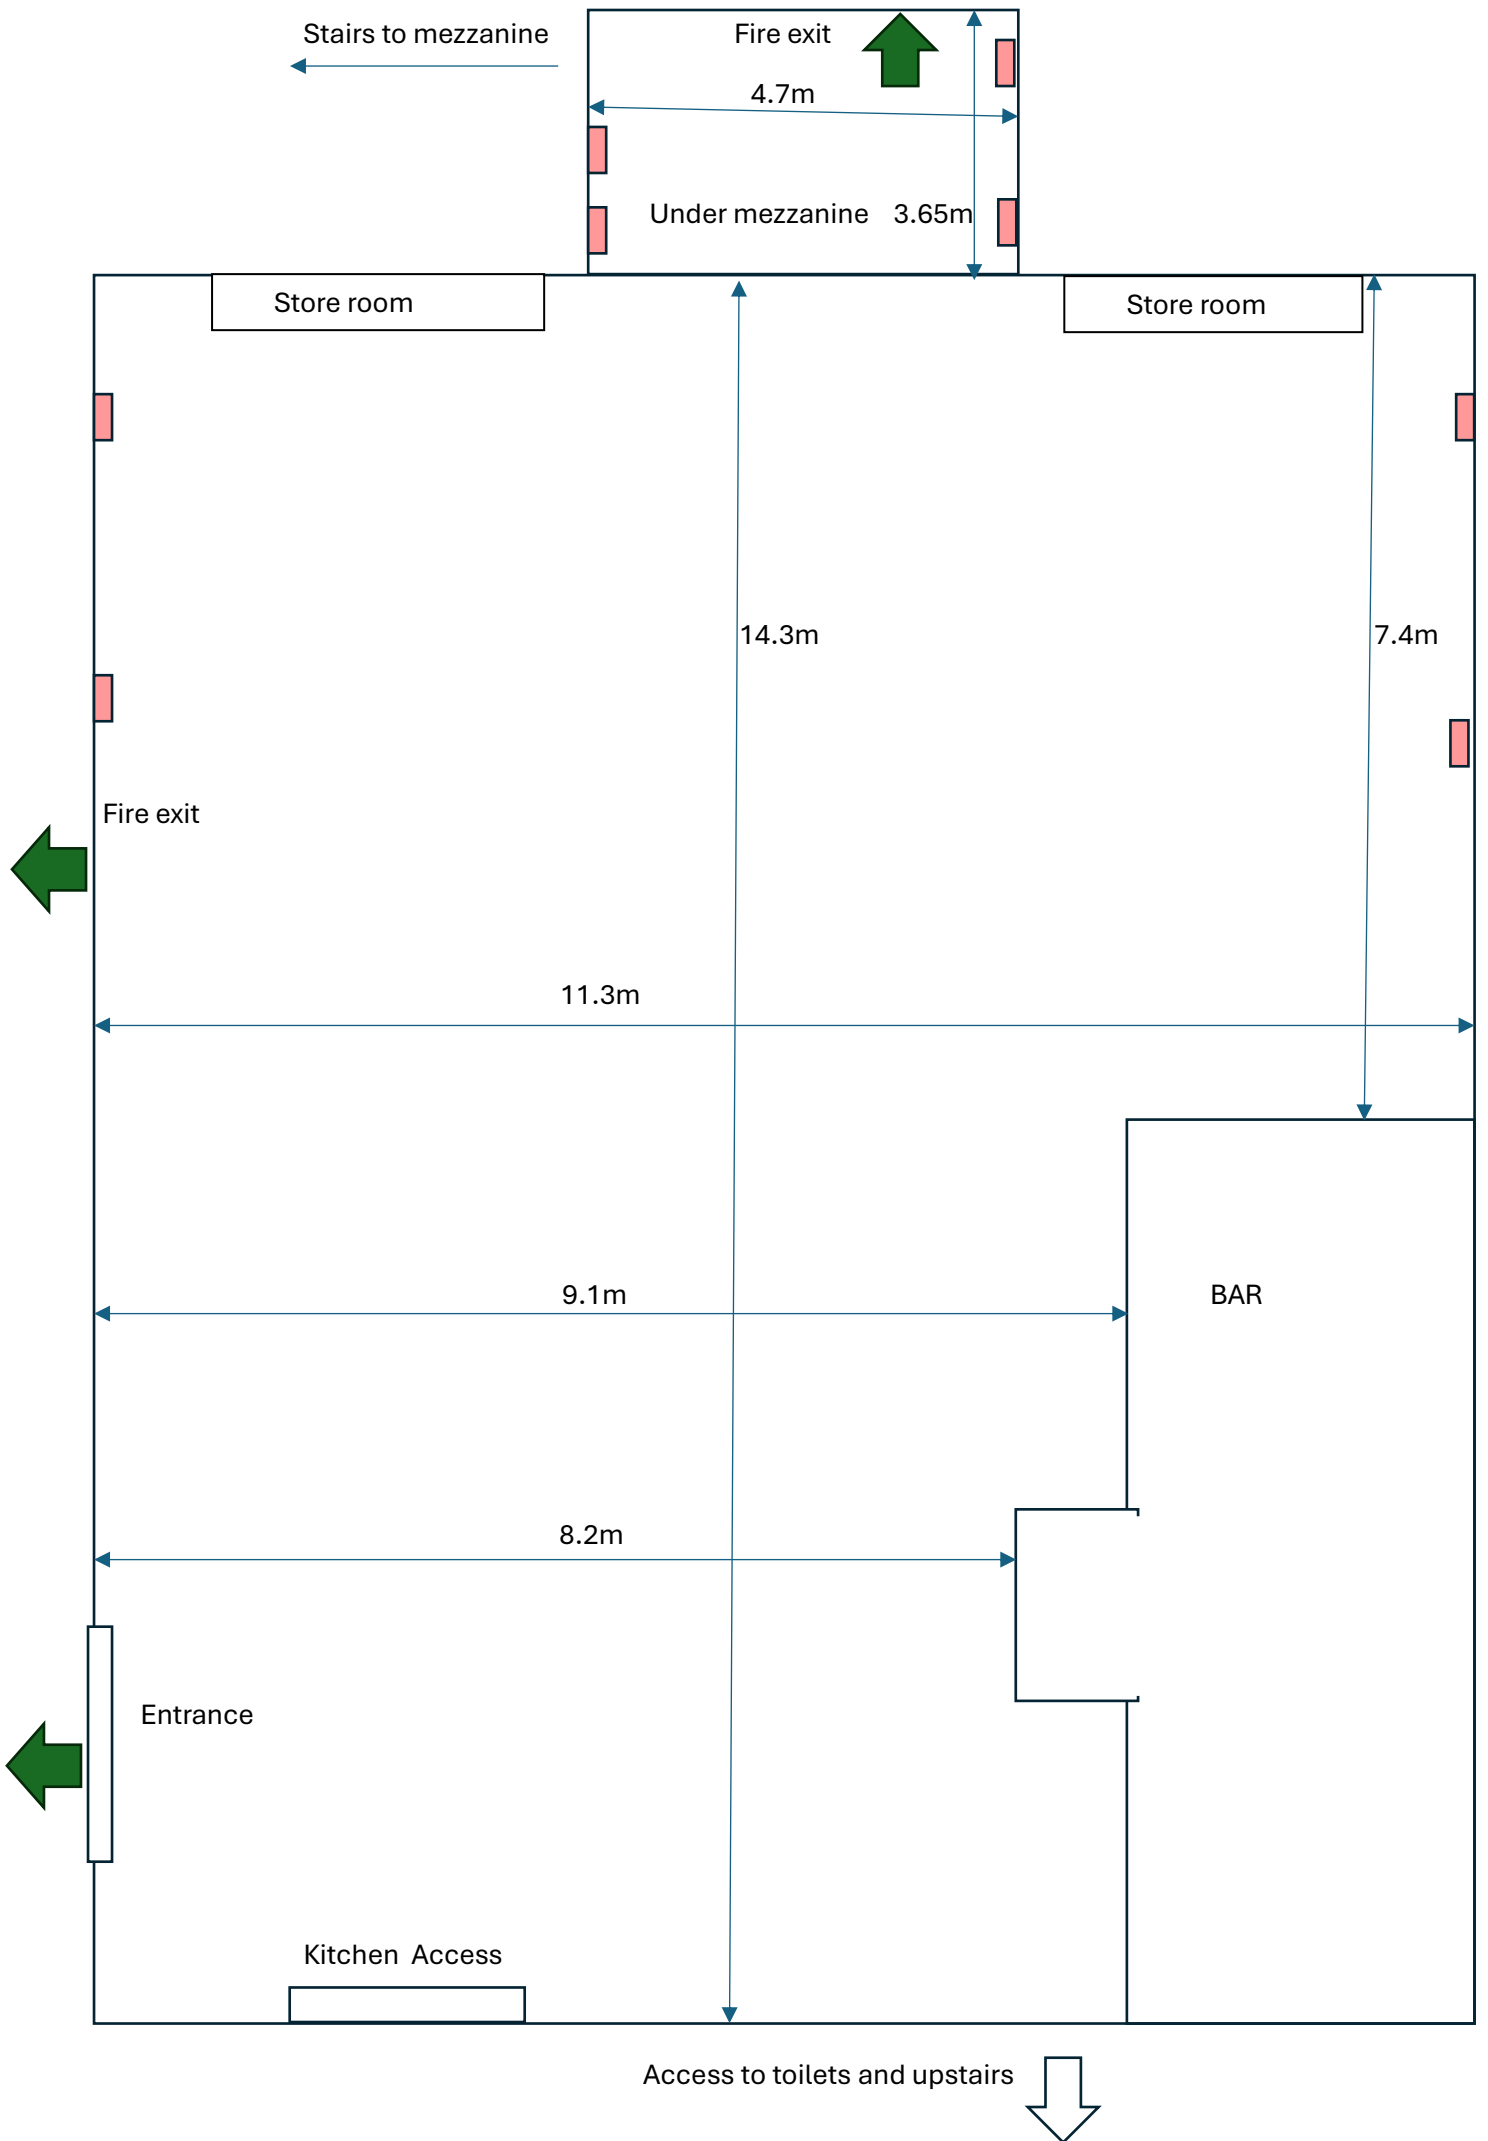 Stairs to mezzanine
Fire exit
4.7m
Under mezzanine
3.65m
Store room
Store room
14.3m
7.4m
Fire exit
11.3m
9.1m
BAR
8.2m
Entrance
Kitchen  Access
Access to toilets and upstairs